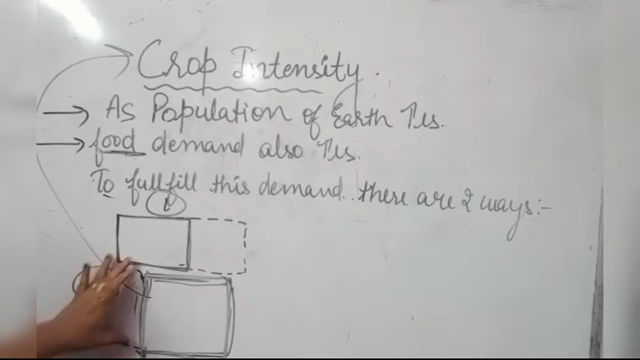 Crop Intensity.
As Population of Earth ↑es.
food demand also ↑es.
To fullfill this demand.. there are 2 ways:-